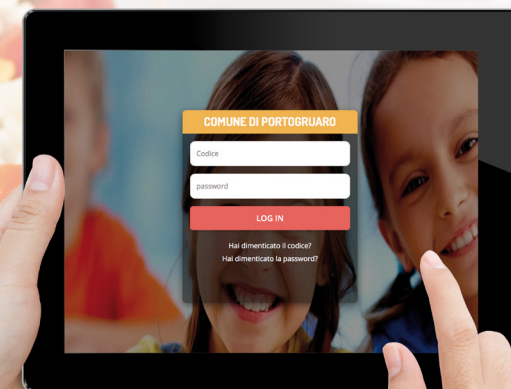 COMUNE DI PORTOGRUARO
Codice
password
LOG IN
Hai dimenticato il codice?
Hai dimenticato la password?